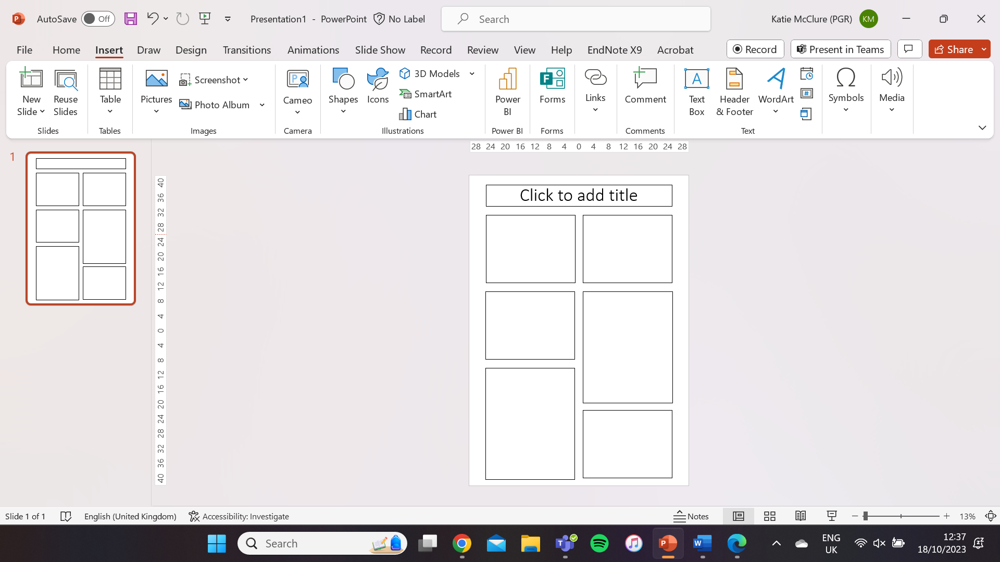 AutoSave Off Presentation1 - PowerPoint No Label Search Katie McClure (PGR) KM
File Home Insert Draw Design Transitions Animations Slide Show Record Review View Help EndNote X9 Acrobat Record Present in Teams Share
New Slide
Reuse Slides
Slides
Table
Tables
Pictures
Screenshot
Photo Album
Images
Cameo
Camera
Shapes
Icons
3D Models
SmartArt
Chart
Illustrations
Power BI
Power BI
Forms
Forms
Links
Comment
Comments
Text Box
Header & Footer
WordArt
Text
Symbols
Media
28 24 20 16 12 8 4 0 4 8 12 16 20 24 28
1
40 36 32 28 24 20 16 12 8 4 0 4 8 12 16 20 24 28 32 36 40
Click to add title
Slide 1 of 1 English (United Kingdom) Accessibility: Investigate Notes 13%
Search
ENG
UK
12:37
18/10/2023